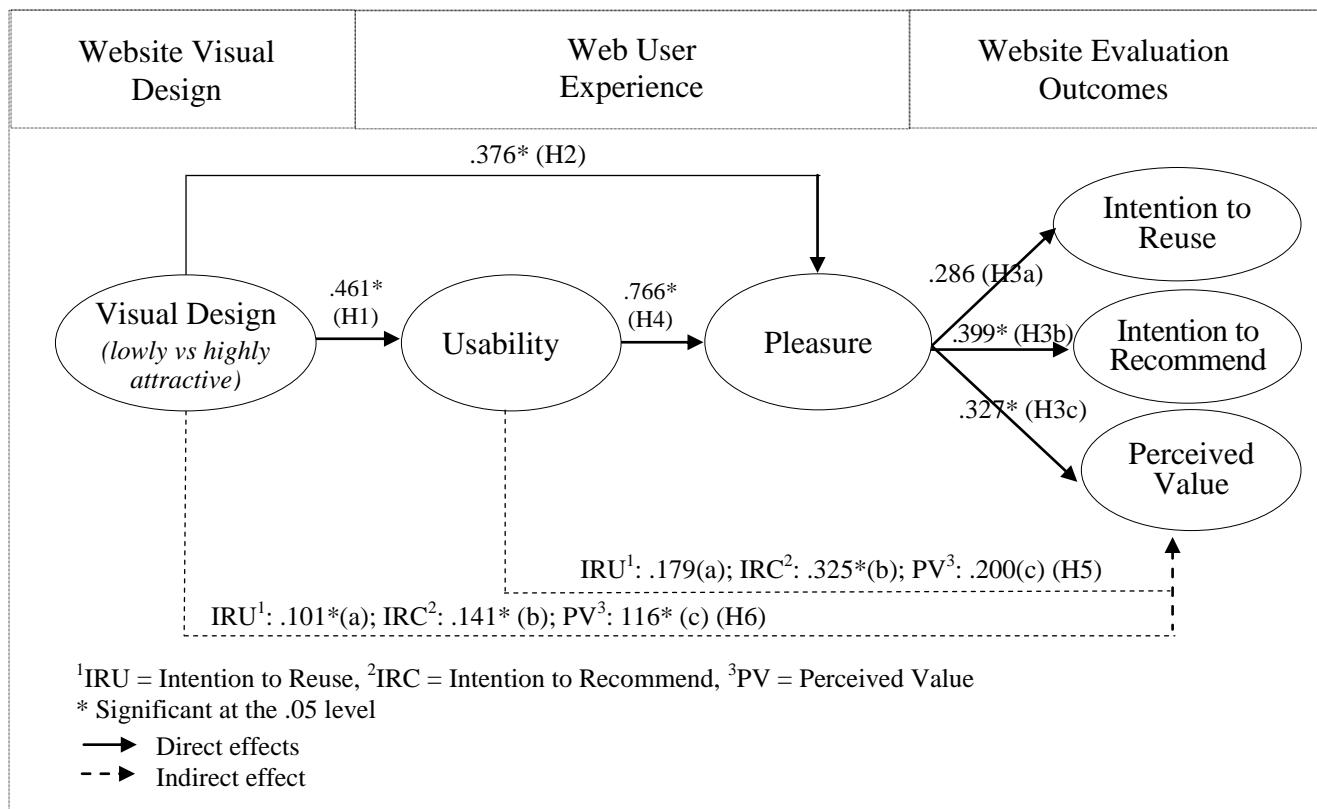 Website Visual
Design
Web User
Experience
Website Evaluation
Outcomes
.376* (H2)
Intention to
Reuse
.286 (H3a)
.461*
(H1)
.766*
(H4)
Visual Design
(lowly vs highly
attractive)
Usability
Pleasure
.399* (H3b)
Intention to
Recommend
.327* (H3c)
Perceived
Value
IRU¹: .179(a); IRC²: .325*(b); PV³: .200(c) (H5)
IRU¹: .101*(a); IRC²: .141* (b); PV³: 116* (c) (H6)
¹IRU = Intention to Reuse, ²IRC = Intention to Recommend, ³PV = Perceived Value
* Significant at the .05 level
Direct effects
Indirect effect